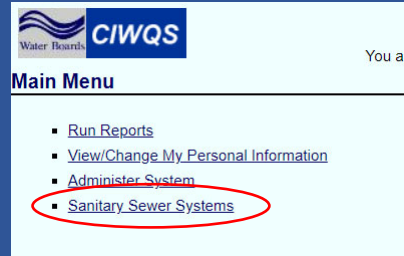 Water Boards CIWQS
You a
Main Menu
Run Reports
View/Change My Personal Information
Administer System
Sanitary Sewer Systems